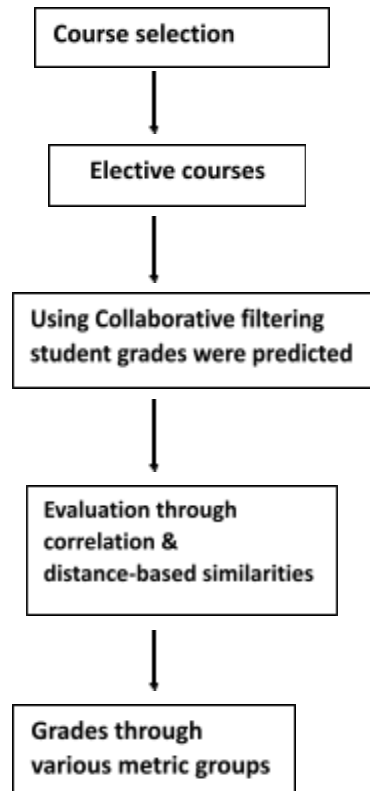 Course selection
Elective courses
Using Collaborative filtering
student grades were predicted
Evaluation through
correlation &
distance-based similarities
Grades through
various metric groups